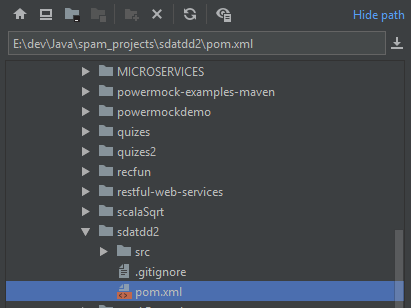 Hide path
E:\dev\Java\spam_projects\sdatdd2\pom.xml
MICROSERVICES
powermock-examples-maven
powermockdemo
quizes
quizes2
recfun
restful-web-services
scalaSqrt
sdatdd2
src
.gitignore
pom.xml